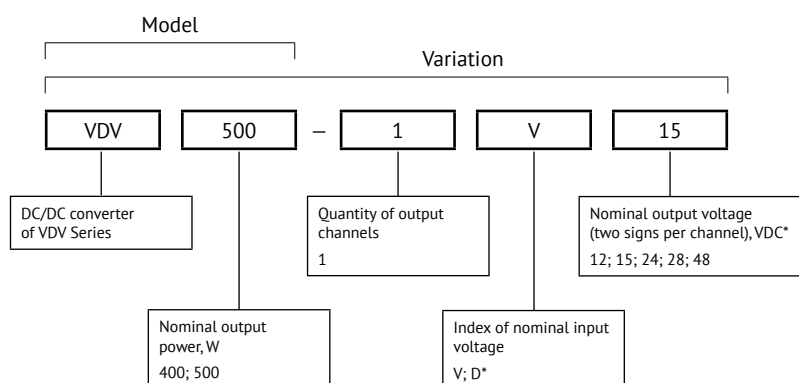 Model
Variation
VDV
500
–
1
V
15
DC/DC converter
of VDV Series
Quantity of output
channels
1
Nominal output voltage
(two signs per channel), VDC*
12; 15; 24; 28; 48
Nominal output
power, W
400; 500
Index of nominal input
voltage
V; D*